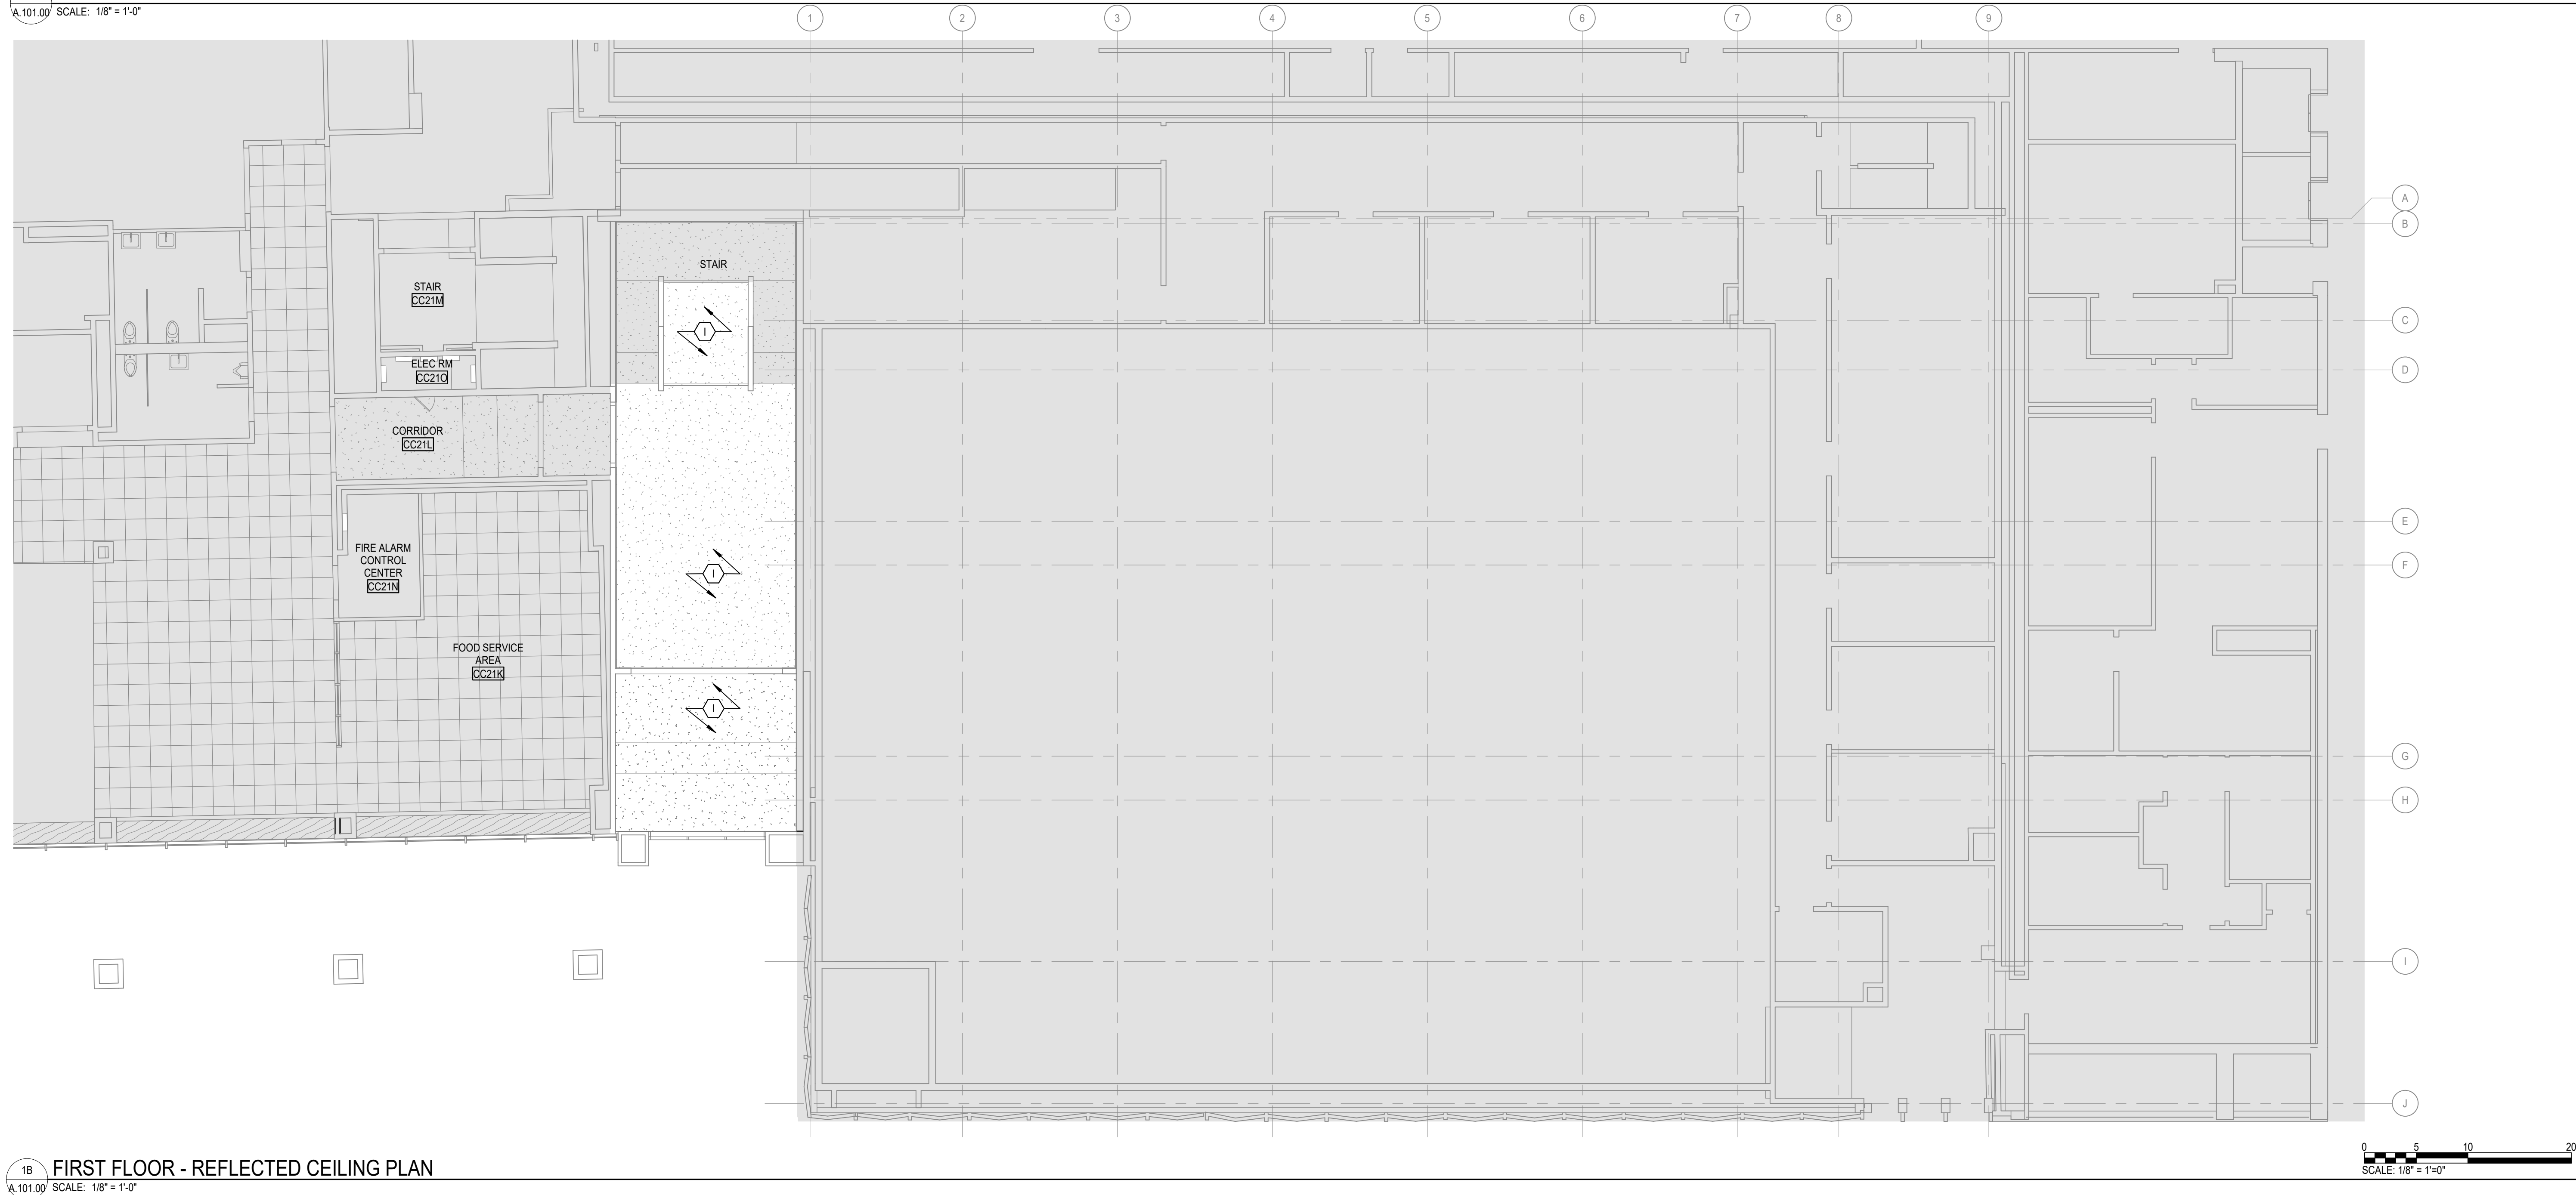 A.101.00 SCALE: 1/8" = 1'-0"
1 2 3 4 5 6 7 8 9
A
B
C
D
E
F
G
H
I
J
STAIR
I
STAIR
CC21M
ELEC RM
CC21O
CORRIDOR
CC21L
FIRE ALARM
CONTROL
CENTER
CC21N
I
FOOD SERVICE
AREA
CC21K
I
1B FIRST FLOOR - REFLECTED CEILING PLAN
A.101.00 SCALE: 1/8" = 1'-0"
0 5 10 20
SCALE: 1/8" = 1'=0"